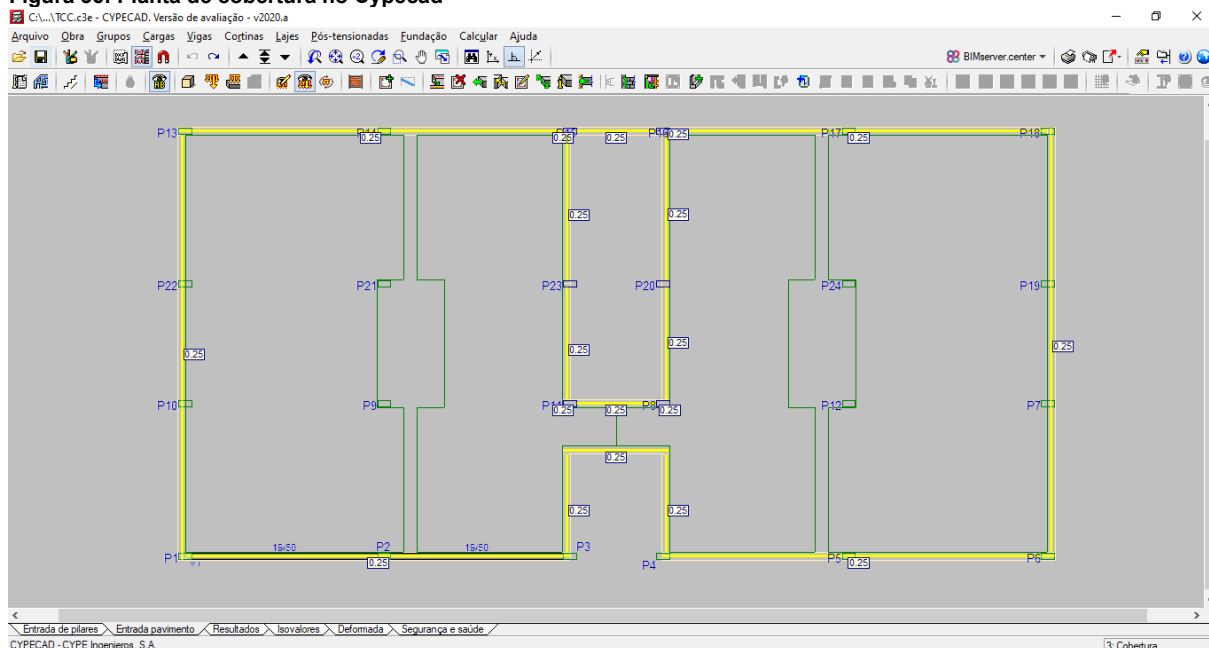 Figura 30: Planta de cobertura no Cypecad
C:\...\TCC.c3e - CYPECAD. Versão de avaliação - v2020.a
Arquivo Obra Grupos Cargas Vigas Cortinas Lajes Pós-tensionadas Eundação Calcular Ajuda
BIMserver.center
P13 P14 P17 P18
0.25 0.25 0.25 0.25 0.25
0.25 0.25
P22 P21 P23 P20 P24 P19
0.25 0.25 0.25 0.25
P10 P9 P11 P8 P12 P7
0.25 0.25 0.25
0.25
0.25 0.25
P1 19/50 P2 19/50 P3 P4 P5 P6
V1 0.25 0.25
Entrada de pilares Entrada pavimento Resultados Isovalores Deformada Segurança e saúde
CYPECAD - CYPE Ingenieros, S.A. 3: Cobertura